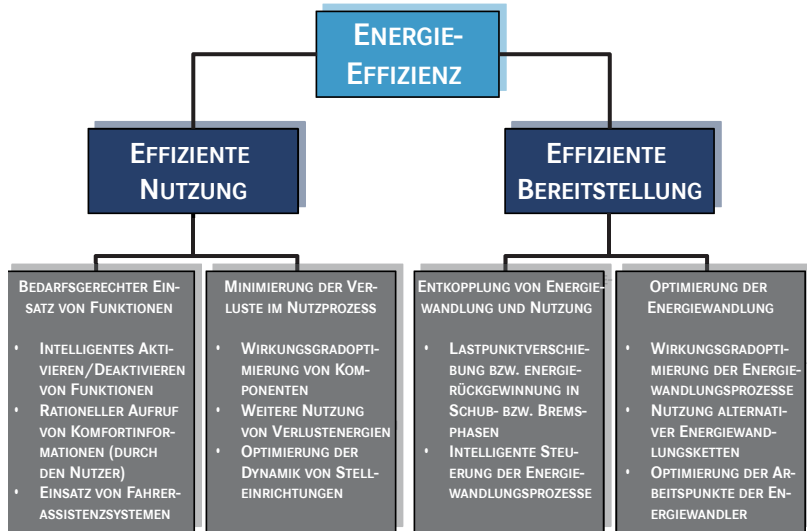 ENERGIE-
EFFIZIENZ
EFFIZIENTE
NUTZUNG
EFFIZIENTE
BEREITSTELLUNG
BEDARFSGERECHTER EIN-
SATZ VON FUNKTIONEN
• INTELLIGENTES AKTI-
VIEREN/DEAKTIVIEREN
VON FUNKTIONEN
• RATIONELLER AUFRUF
VON KOMFORTINFOR-
MATIONEN (DURCH
DEN NUTZER)
• EINSATZ VON FAHRER-
ASSISTENZSYSTEMEN
MINIMIERUNG DER VER-
LUSTE IM NUTZPROZESS
• WIRKUNGSGRADOPTI-
MIERUNG VON KOM-
PONENTEN
• WEITERE NUTZUNG
VON VERLUSTENERGIEN
• OPTIMIERUNG DER
DYNAMIK VON STELL-
EINRICHTUNGEN
ENTKOPPLUNG VON ENERGIE-
WANDLUNG UND NUTZUNG
• LASTPUNKTVERSCHIE-
BUNG BZW. ENERGIE-
RÜCKGEWINNUNG IN
SCHUB- BZW. BREMS-
PHASEN
• INTELLIGENTE STEU-
ERUNG DER ENERGIE-
WANDLUNGSPROZESSE
OPTIMIERUNG DER
ENERGIEWANDLUNG
• WIRKUNGSGRADOPTI-
MIERUNG DER ENERGIE-
WANDLUNGSPROZESSE
• NUTZUNG ALTERNATI-
VER ENERGIEWAND-
LUNGSKETTEN
• OPTIMIERUNG DER AR-
BEITSPUNKTE DER EN-
ERGIEWANDLER